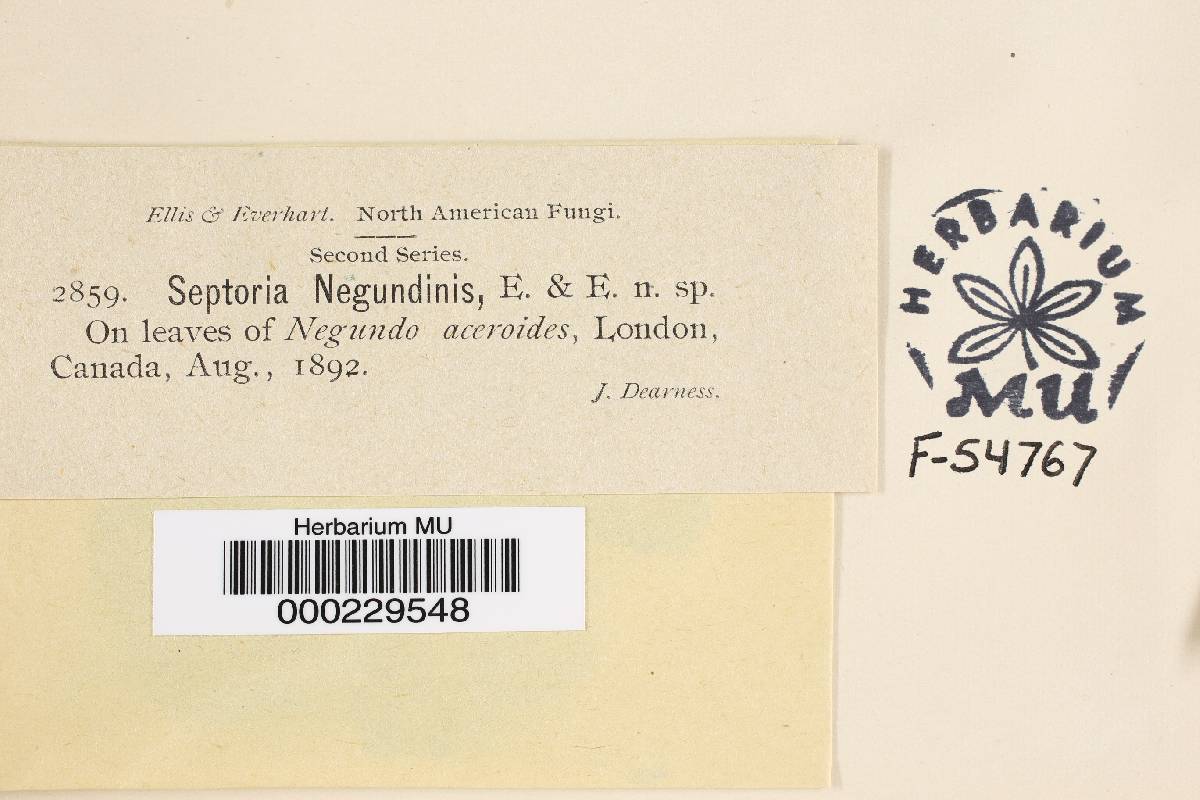 Ellis & Everhart. North American Fungi.
Second Series.
2859. Septoria Negundinis, E. & E. n. sp.
On leaves of Negundo aceroides, London,
Canada, Aug., 1892.
J. Dearness.
HERBARIUM
MU
F-54767
Herbarium MU
000229548